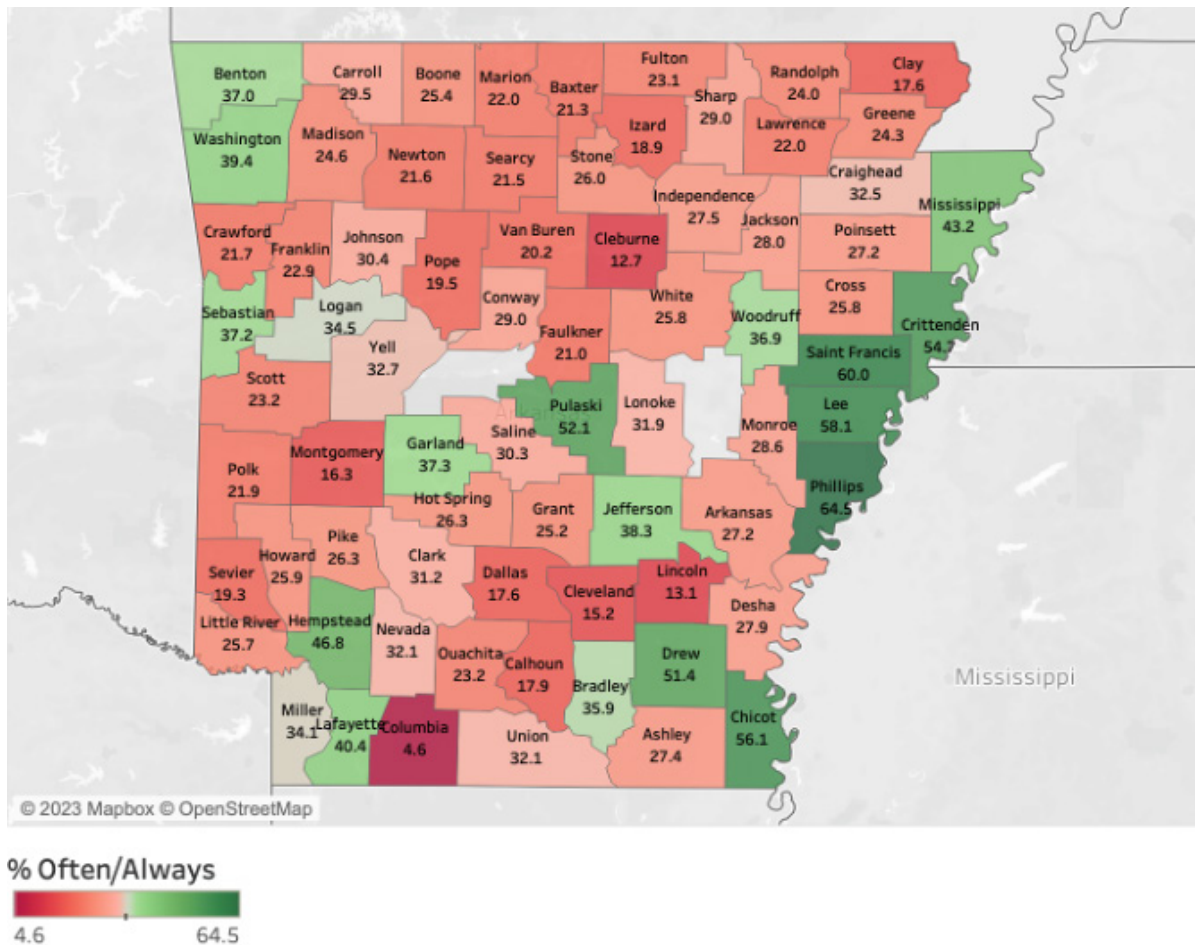 Benton
37.0
Carroll
29.5
Boone
25.4
Marion
22.0
Baxter
21.3
Fulton
23.1
Sharp
29.0
Randolph
24.0
Clay
17.6
Greene
24.3
Washington
39.4
Madison
24.6
Newton
21.6
Searcy
21.5
Stone
26.0
Izard
18.9
Lawrence
22.0
Independence
27.5
Jackson
28.0
Craighead
32.5
Mississippi
43.2
Crawford
21.7
Franklin
22.9
Johnson
30.4
Pope
19.5
Van Buren
20.2
Cleburne
12.7
Poinsett
27.2
Sebastian
37.2
Logan
34.5
Conway
29.0
White
25.8
Woodruff
36.9
Cross
25.8
Crittenden
54.7
Yell
32.7
Faulkner
21.0
Saint Francis
60.0
Scott
23.2
Arkansas
Pulaski
52.1
Lonoke
31.9
Lee
58.1
Saline
30.3
Monroe
28.6
Garland
37.3
Montgomery
16.3
Polk
21.9
Phillips
64.5
Hot Spring
26.3
Grant
25.2
Jefferson
38.3
Arkansas
27.2
Pike
26.3
Howard
25.9
Clark
31.2
Sevier
19.3
Dallas
17.6
Cleveland
15.2
Lincoln
13.1
Desha
27.9
Little River
25.7
Hempstead
46.8
Nevada
32.1
Ouachita
23.2
Calhoun
17.9
Drew
51.4
Mississippi
Bradley
35.9
Miller
34.1
Lafayette
40.4
Columbia
4.6
Union
32.1
Ashley
27.4
Chicot
56.1
© 2023 Mapbox © OpenStreetMap
% Often/Always
4.6
64.5